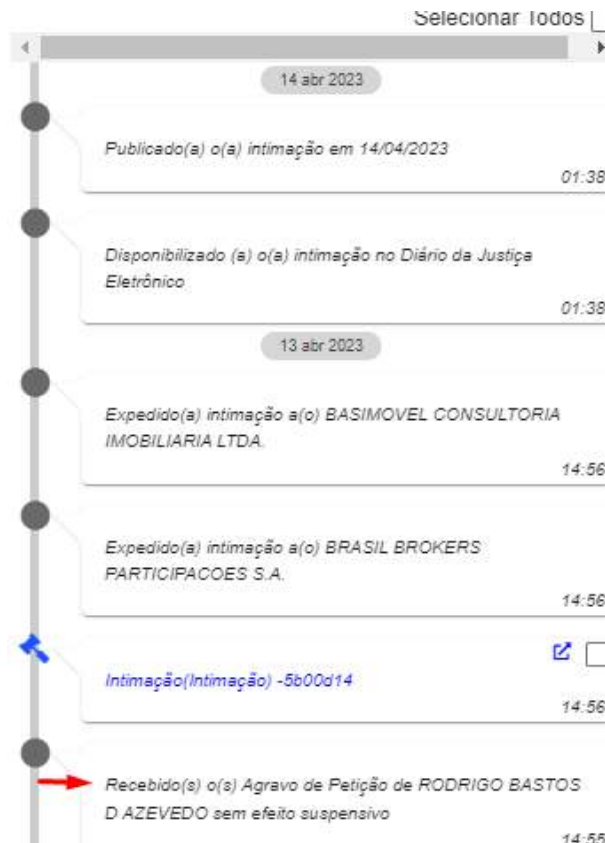 Selecionar Todos
14 abr 2023
Publicado(a) o(a) intimação em 14/04/2023
01:38
Disponibilizado (a) o(a) intimação no Diário da Justiça
Eletrônico
01:38
13 abr 2023
Expedido(a) intimação a(o) BASIMOVEL CONSULTORIA
IMOBILIARIA LTDA.
14:56
Expedido(a) intimação a(o) BRASIL BROKERS
PARTICIPACOES S.A.
14:56
Intimação(Intimação) -5b00d14
14:56
Recebido(s) o(s) Agravo de Petição de RODRIGO BASTOS
D AZEVEDO sem efeito suspensivo
14:55